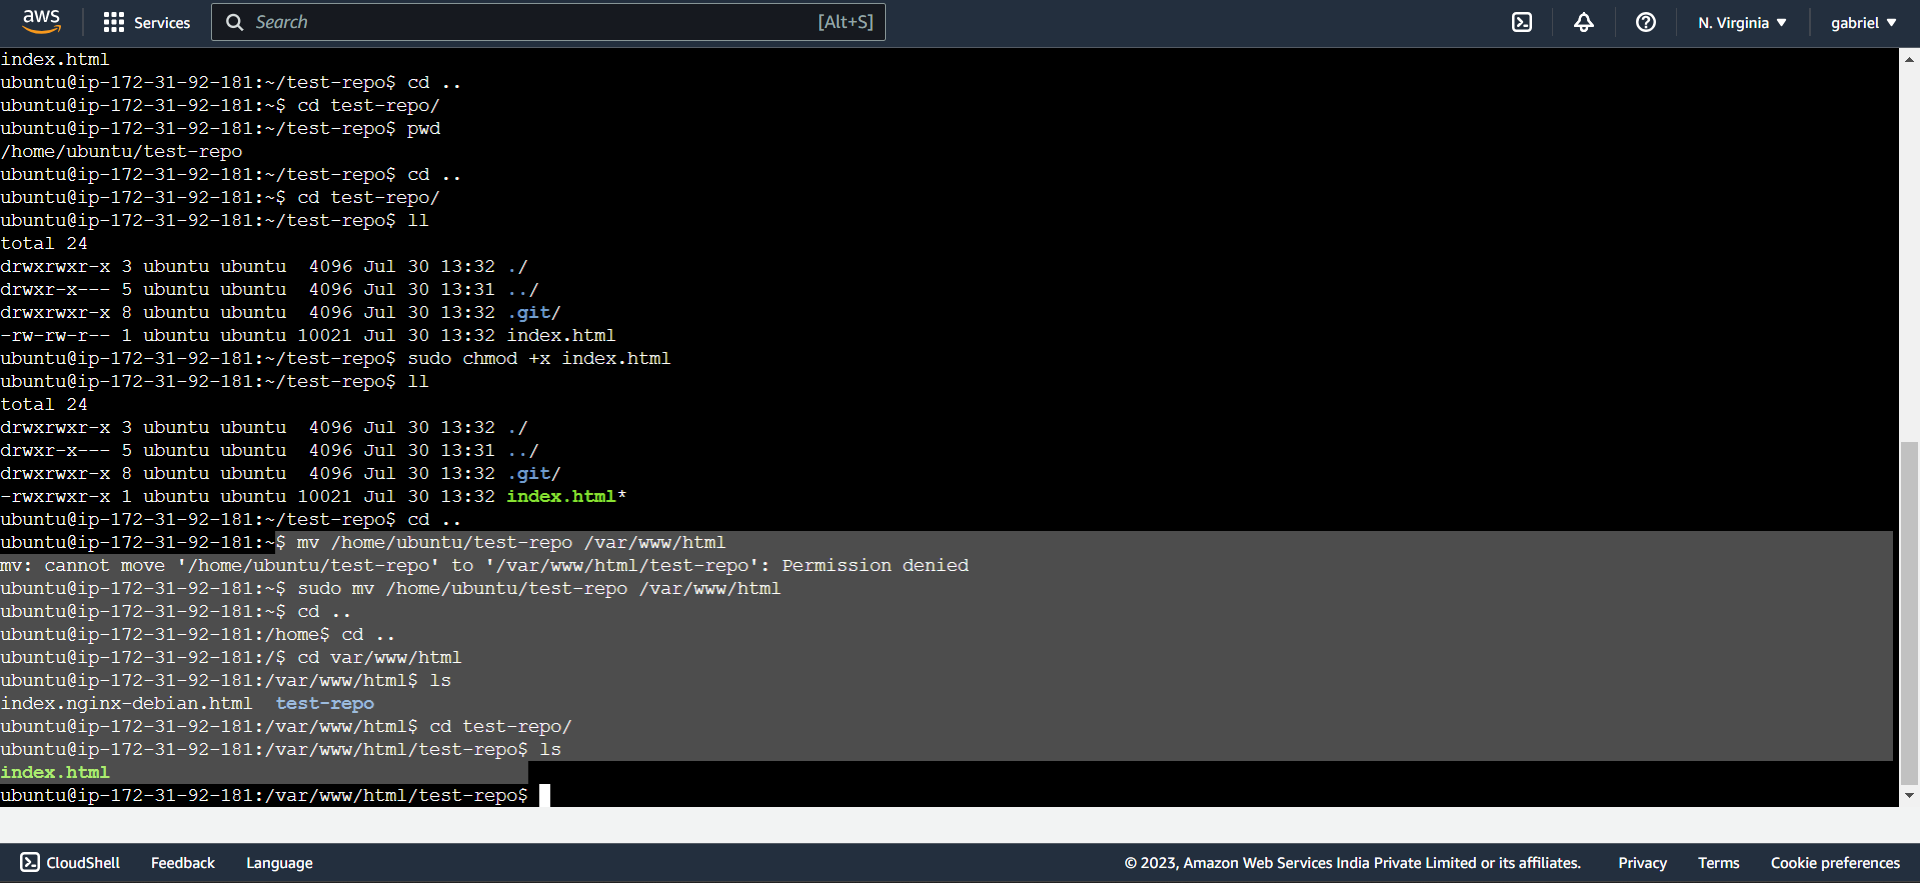 aws Services Search [Alt+S] N. Virginia gabriel
index.html
ubuntu@ip-172-31-92-181:~/test-repo$ cd ..
ubuntu@ip-172-31-92-181:~$ cd test-repo/
ubuntu@ip-172-31-92-181:~/test-repo$ pwd
/home/ubuntu/test-repo
ubuntu@ip-172-31-92-181:~/test-repo$ cd ..
ubuntu@ip-172-31-92-181:~$ cd test-repo/
ubuntu@ip-172-31-92-181:~/test-repo$ ll
total 24
drwxrwxr-x 3 ubuntu ubuntu  4096 Jul 30 13:32 ./
drwxr-x--- 5 ubuntu ubuntu  4096 Jul 30 13:31 ../
drwxrwxr-x 8 ubuntu ubuntu  4096 Jul 30 13:32 .git/
-rw-rw-r-- 1 ubuntu ubuntu 10021 Jul 30 13:32 index.html
ubuntu@ip-172-31-92-181:~/test-repo$ sudo chmod +x index.html
ubuntu@ip-172-31-92-181:~/test-repo$ ll
total 24
drwxrwxr-x 3 ubuntu ubuntu  4096 Jul 30 13:32 ./
drwxr-x--- 5 ubuntu ubuntu  4096 Jul 30 13:31 ../
drwxrwxr-x 8 ubuntu ubuntu  4096 Jul 30 13:32 .git/
-rwxrwxr-x 1 ubuntu ubuntu 10021 Jul 30 13:32 index.html*
ubuntu@ip-172-31-92-181:~/test-repo$ cd ..
ubuntu@ip-172-31-92-181:~$ mv /home/ubuntu/test-repo /var/www/html
mv: cannot move '/home/ubuntu/test-repo' to '/var/www/html/test-repo': Permission denied
ubuntu@ip-172-31-92-181:~$ sudo mv /home/ubuntu/test-repo /var/www/html
ubuntu@ip-172-31-92-181:~$ cd ..
ubuntu@ip-172-31-92-181:/home$ cd ..
ubuntu@ip-172-31-92-181:/$ cd var/www/html
ubuntu@ip-172-31-92-181:/var/www/html$ ls
index.nginx-debian.html  test-repo
ubuntu@ip-172-31-92-181:/var/www/html$ cd test-repo/
ubuntu@ip-172-31-92-181:/var/www/html/test-repo$ ls
index.html
ubuntu@ip-172-31-92-181:/var/www/html/test-repo$
CloudShell Feedback Language © 2023, Amazon Web Services India Private Limited or its affiliates. Privacy Terms Cookie preferences